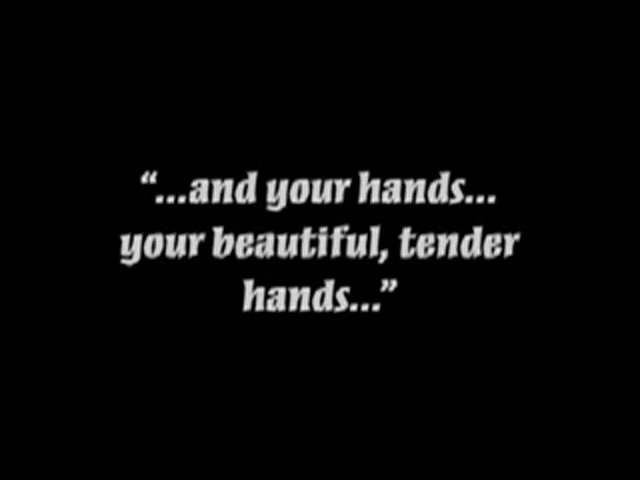 “...and your hands...
your beautiful, tender
hands...”